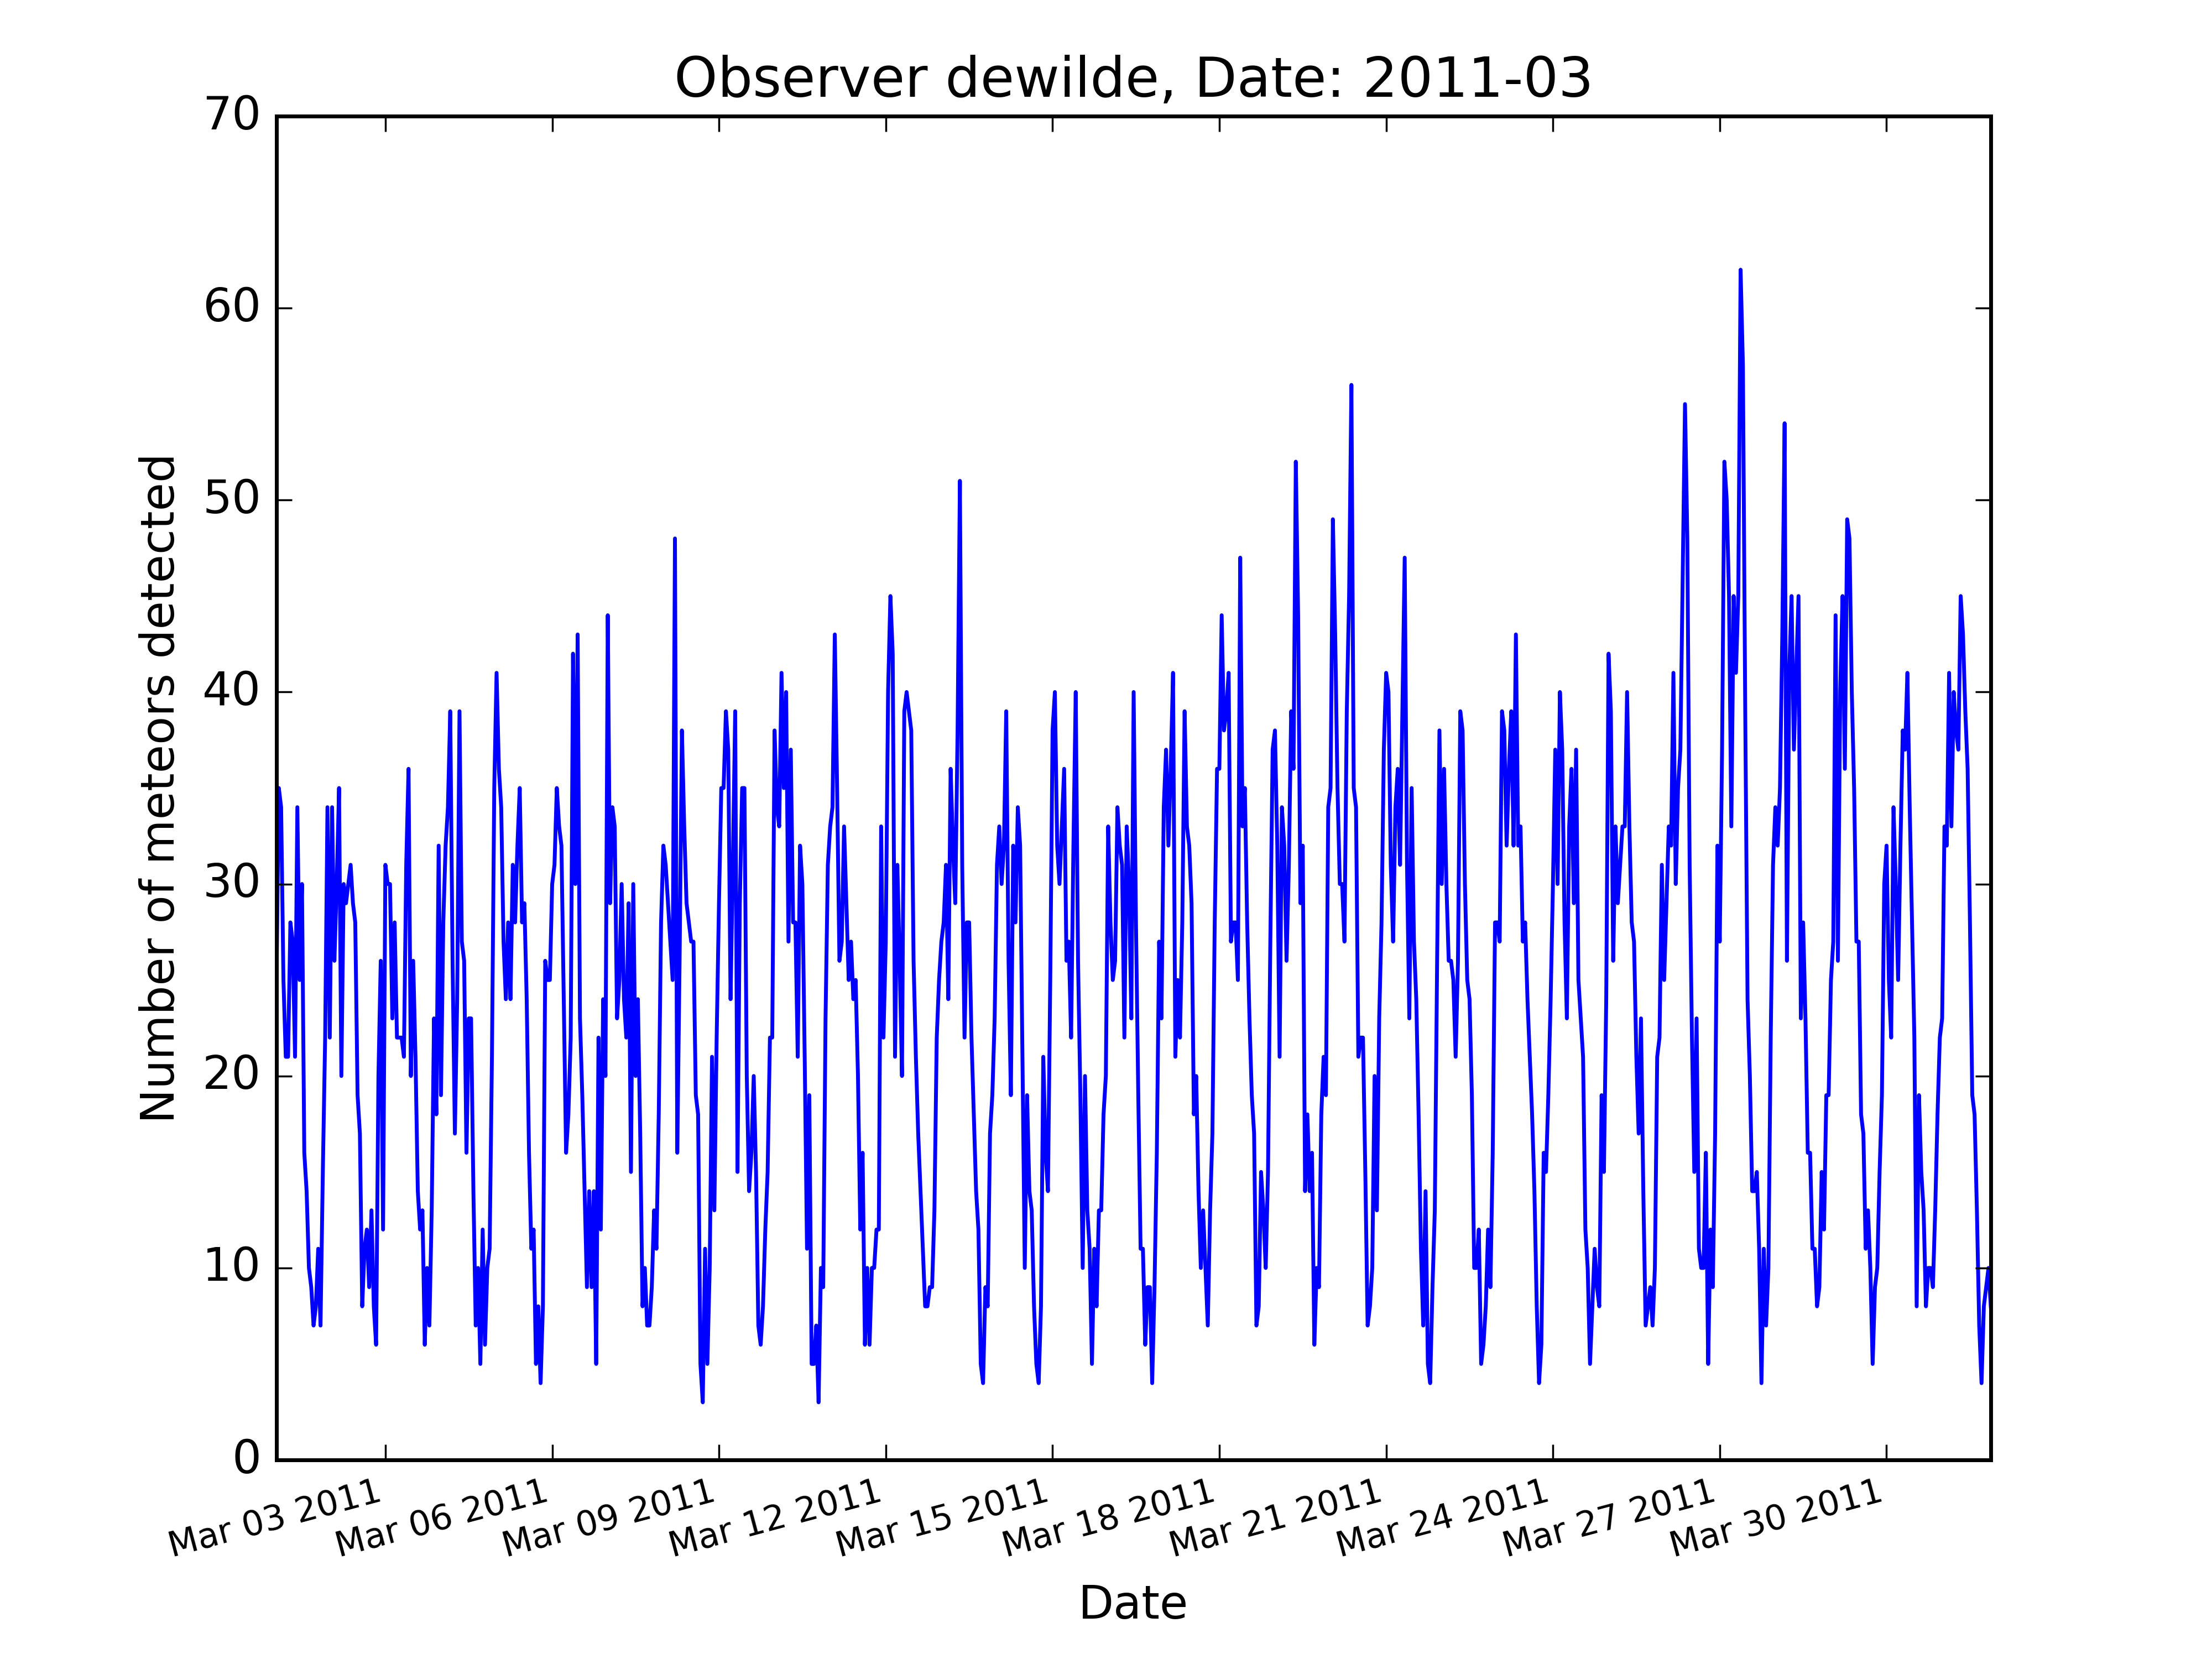 Observer dewilde, Date: 2011-03
70
60
50
40
30
20
10
0
Number of meteors detected
Mar 03 2011
Mar 06 2011
Mar 09 2011
Mar 12 2011
Mar 15 2011
Mar 18 2011
Mar 21 2011
Mar 24 2011
Mar 27 2011
Mar 30 2011
Date